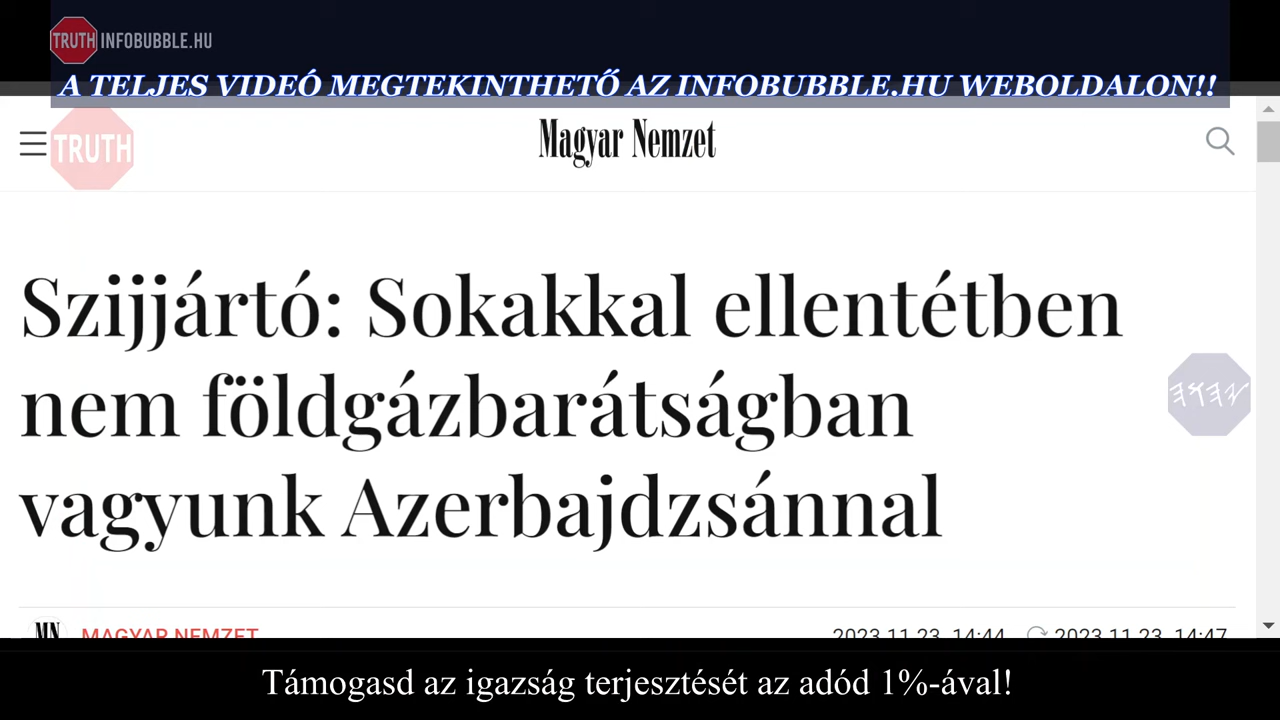 TRUTH INFOBUBBLE.HU
A TELJES VIDEÓ MEGTEKINTHETŐ AZ INFOBUBBLE.HU WEBOLDALON!!
TRUTH
Magyar Nemzet
Szijjártó: Sokakkal ellentétben
nem földgázbarátságban
vagyunk Azerbajdzsánnal
𐤉𐤄𐤅𐤄
MN MAGYAR NEMZET 2023.11.23. 14:44 2023.11.23. 14:47
Támogasd az igazság terjesztését az adód 1%-ával!